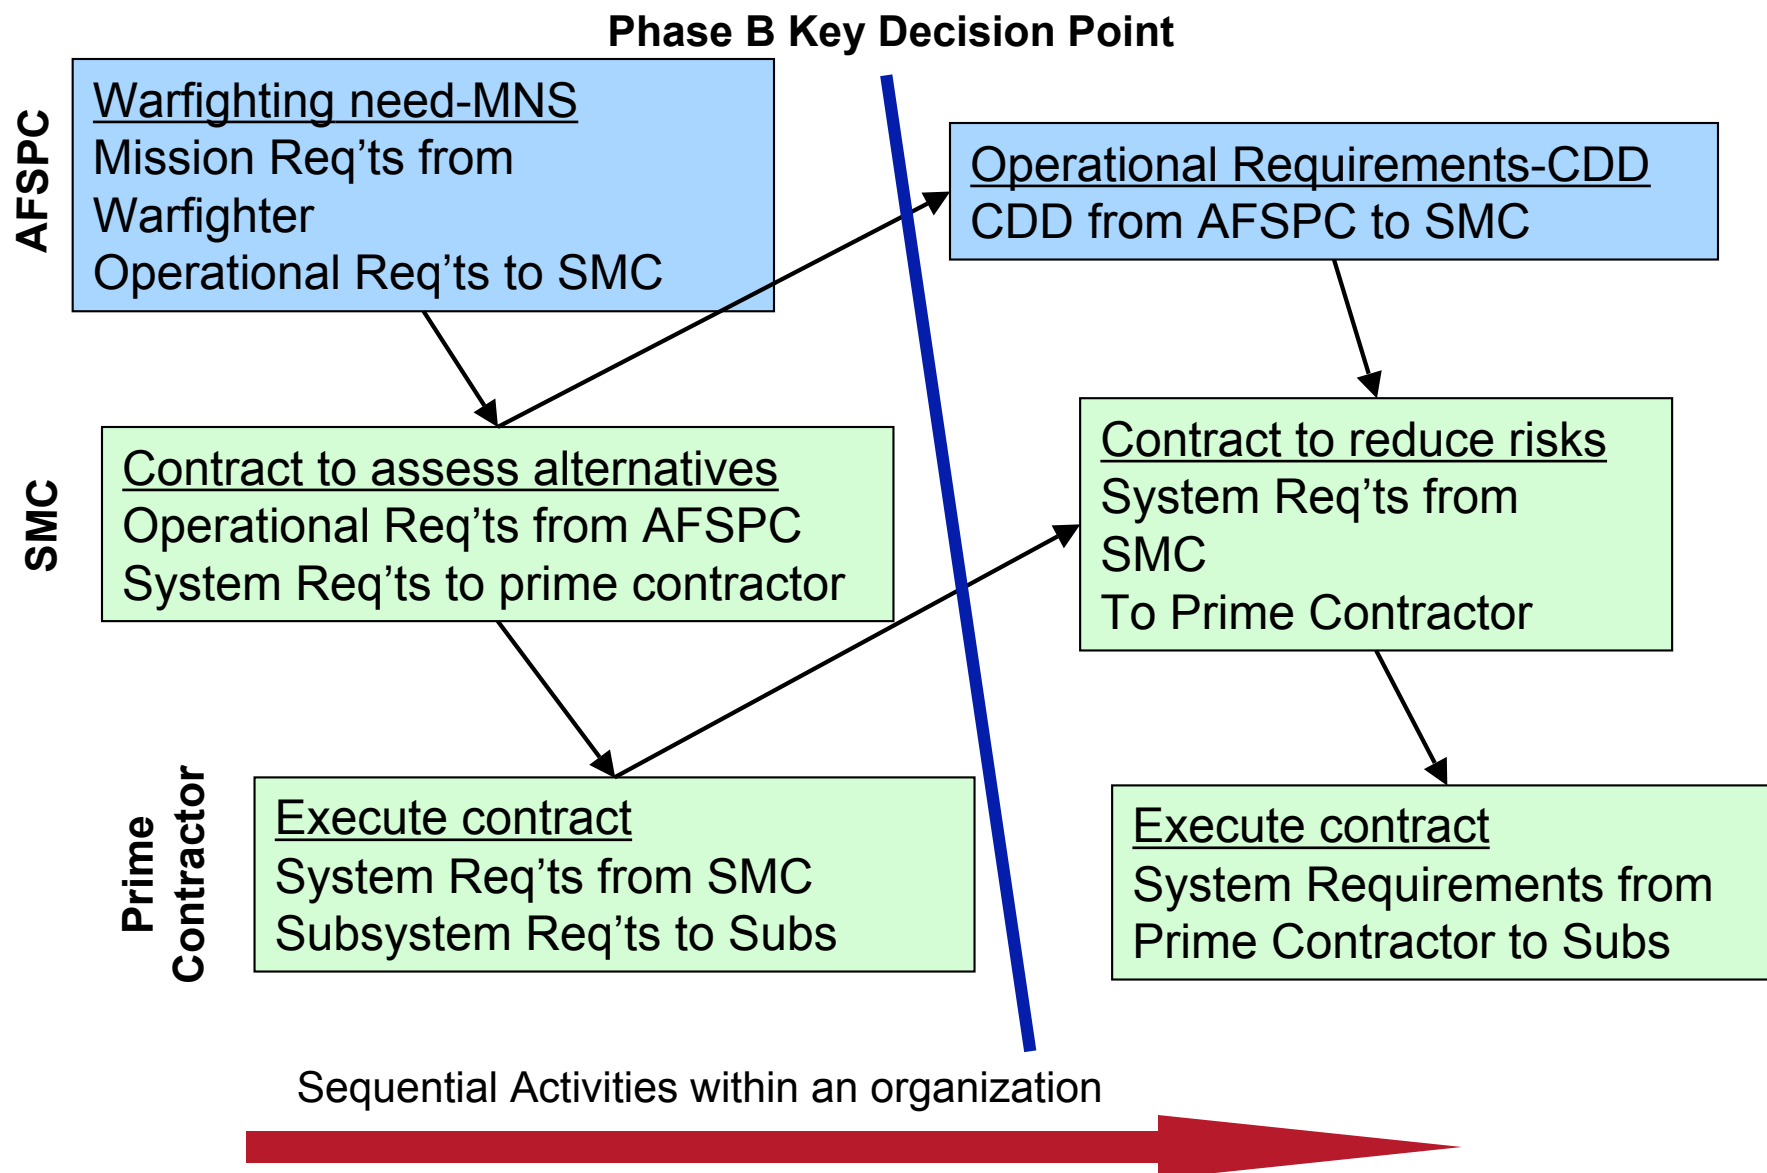 Phase B Key Decision Point
AFSPC
Warfighting need-MNS
Mission Req’ts from
Warfighter
Operational Req’ts to SMC
Operational Requirements-CDD
CDD from AFSPC to SMC
SMC
Contract to assess alternatives
Operational Req’ts from AFSPC
System Req’ts to prime contractor
Contract to reduce risks
System Req’ts from
SMC
To Prime Contractor
Prime
Contractor
Execute contract
System Req’ts from SMC
Subsystem Req’ts to Subs
Execute contract
System Requirements from
Prime Contractor to Subs
Sequential Activities within an organization